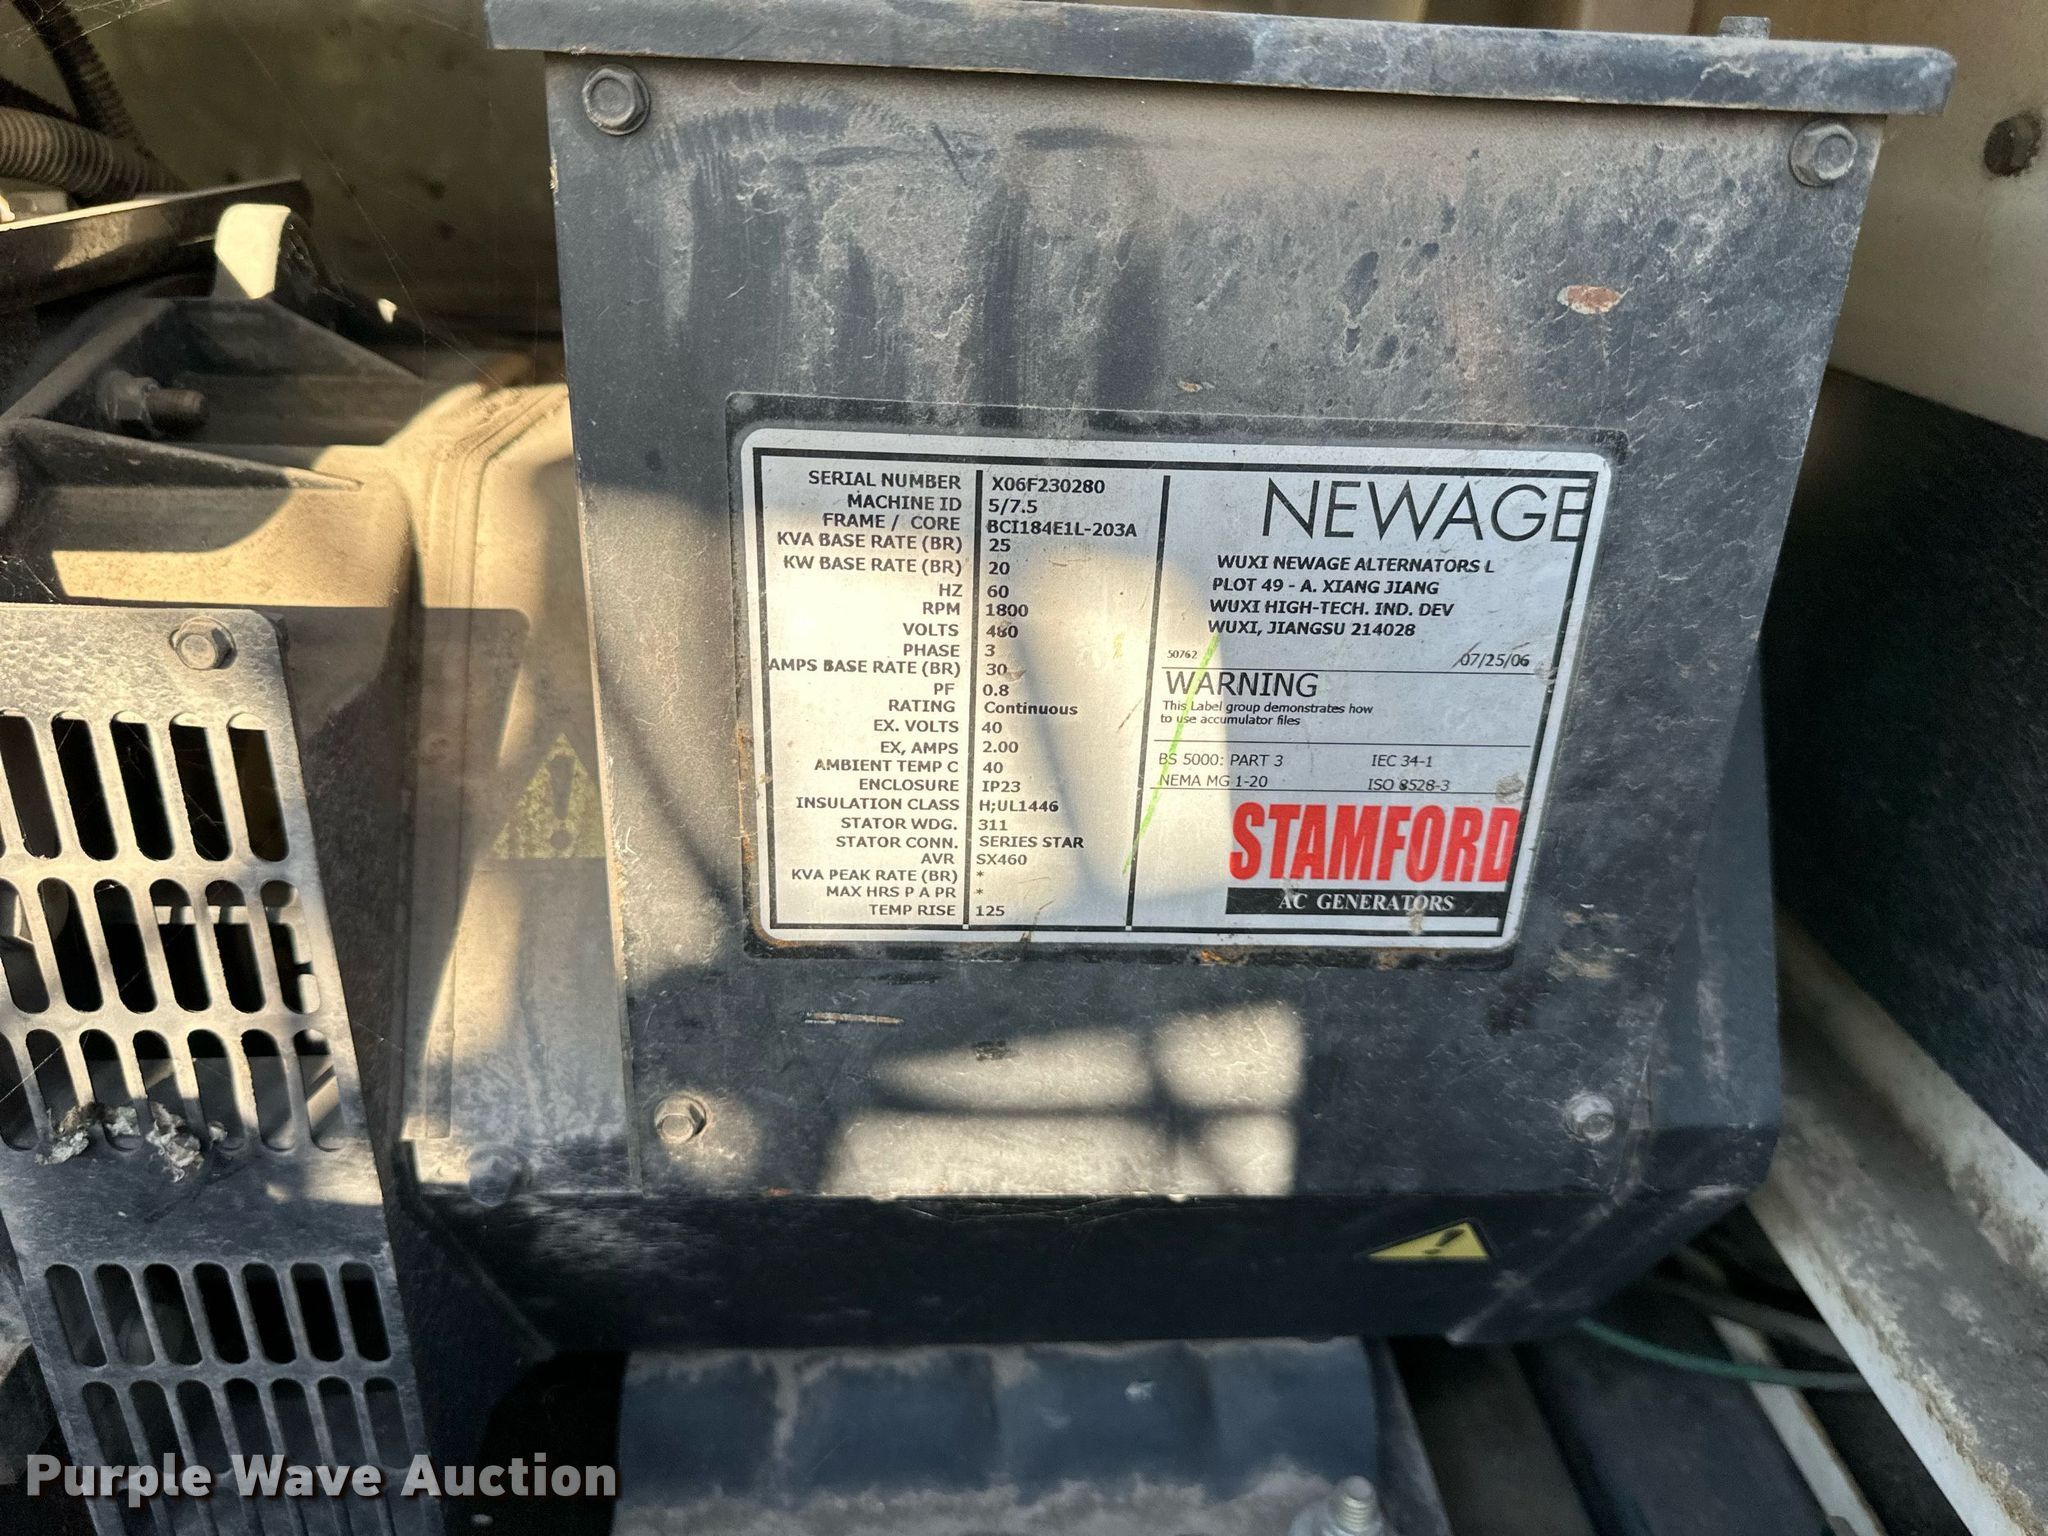 SERIAL NUMBER X06F230280
MACHINE ID 5/7.5
FRAME / CORE BCI184E1L-203A
KVA BASE RATE (BR) 25
KW BASE RATE (BR) 20
HZ 60
RPM 1800
VOLTS 480
PHASE 3
AMPS BASE RATE (BR) 30
PF 0.8
RATING Continuous
EX. VOLTS 40
EX, AMPS 2.00
AMBIENT TEMP C 40
ENCLOSURE IP23
INSULATION CLASS H;UL1446
STATOR WDG. 311
STATOR CONN. SERIES STAR
AVR SX460
KVA PEAK RATE (BR) *
MAX HRS P A PR *
TEMP RISE 125
NEWAGE
WUXI NEWAGE ALTERNATORS L
PLOT 49 - A. XIANG JIANG
WUXI HIGH-TECH. IND. DEV
WUXI, JIANGSU 214028
50762 07/25/06
WARNING
This Label group demonstrates how
to use accumulator files
BS 5000: PART 3 IEC 34-1
NEMA MG 1-20 ISO 8528-3
STAMFORD
AC GENERATORS
Purple Wave Auction